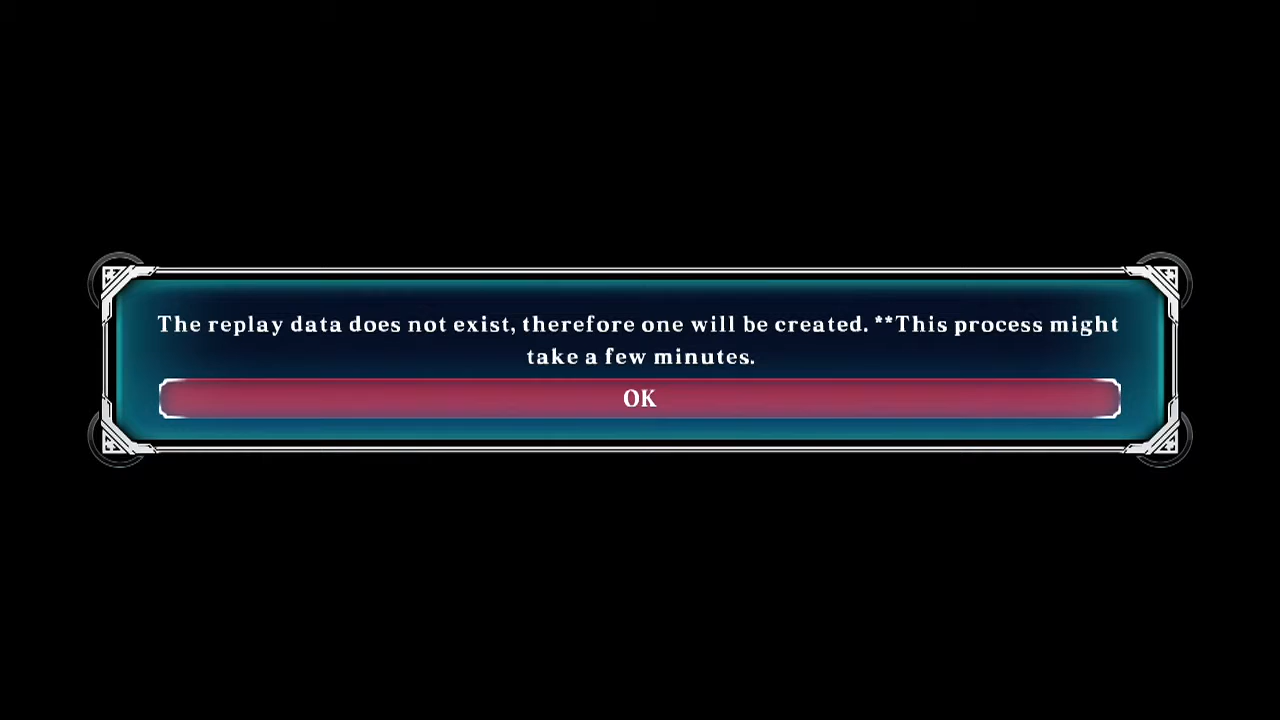 The replay data does not exist, therefore one will be created. **This process might
take a few minutes.
OK